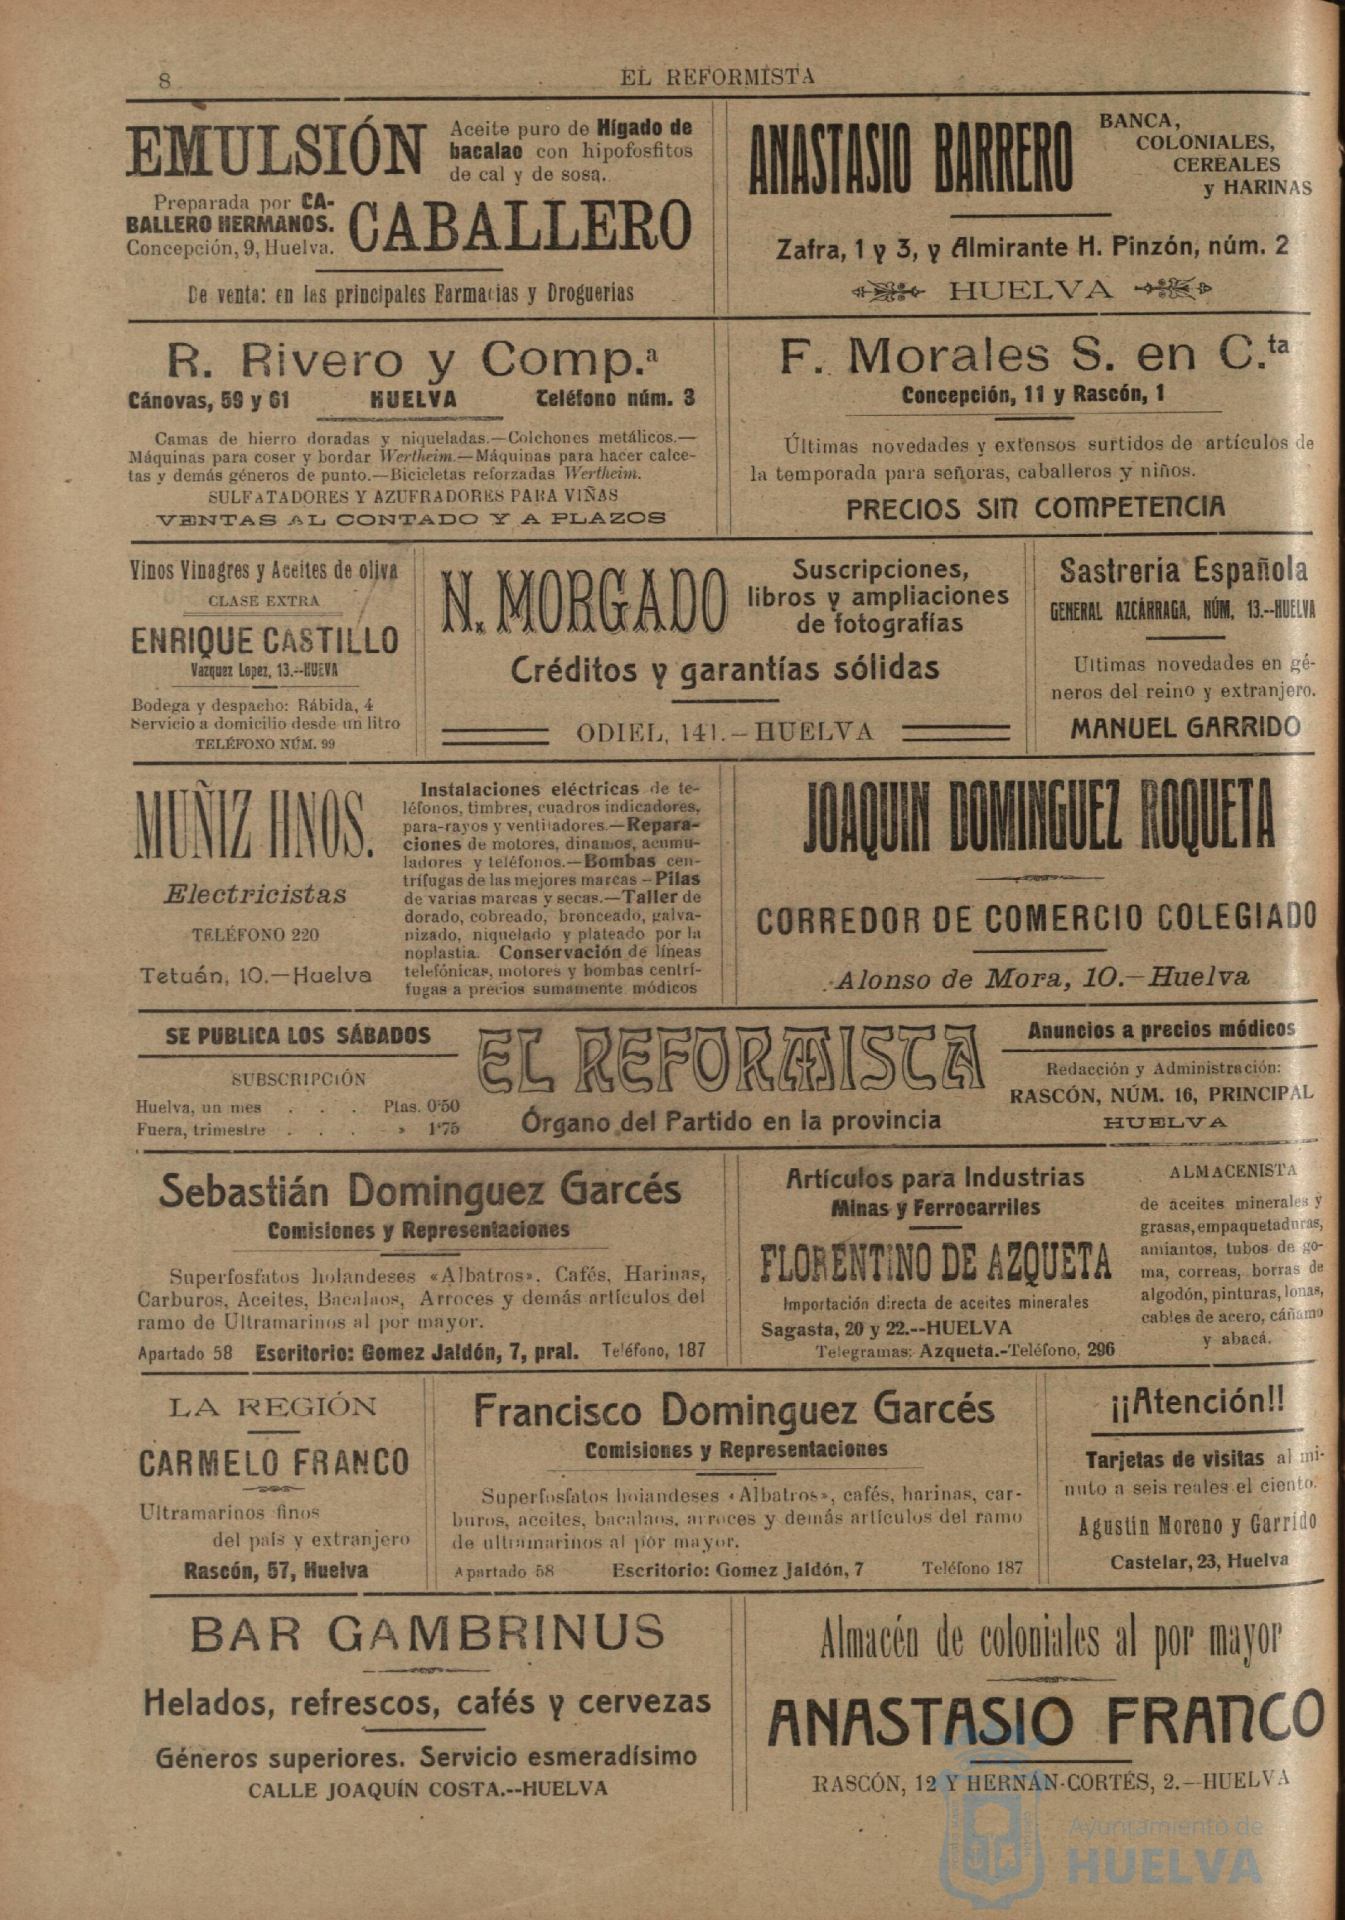 8
EL REFORMISTA
EMULSIÓN
Aceite puro de Hígado de
bacalao con hipofosfitos
de cal y de sosa.
Preparada por CA-
BALLERO HERMANOS.
Concepción, 9, Huelva.
CABALLERO
De venta: en las principales Farmacias y Droguerias
ANASTASIO BARRERO
BANCA,
COLONIALES,
CEREALES
y HARINAS
Zafra, 1 y 3, y Almirante H. Pinzón, núm. 2
HUELVA
R. Rivero y Comp.ª
Cánovas, 59 y 61 HUELVA Teléfono núm. 3
Camas de hierro doradas y niqueladas.—Colchones metálicos.—
Máquinas para coser y bordar Wertheim.—Máquinas para hacer calce-
tas y demás géneros de punto.—Bicicletas reforzadas Wertheim.
SULFATADORES Y AZUFRADORES PARA VIÑAS
VENTAS AL CONTADO Y A PLAZOS
F. Morales S. en C.ta
Concepción, 11 y Rascón, 1
Últimas novedades y extensos surtidos de artículos de
la temporada para señoras, caballeros y niños.
PRECIOS SIN COMPETENCIA
Vinos Vinagres y Aceites de oliva
CLASE EXTRA
ENRIQUE CASTILLO
Vazquez Lopez, 13.--HUEVA
Bodega y despacho: Rábida, 4
Servicio a domicilio desde un litro
TELÉFONO NÚM. 99
N. MORGADO
Suscripciones,
libros y ampliaciones
de fotografías
Créditos y garantías sólidas
ODIEL, 141.—HUELVA
Sastreria Española
GENERAL AZCÁRRAGA, NÚM, 13.--HUELVA
Ultimas novedades en gé-
neros del reino y extranjero.
MANUEL GARRIDO
MUÑIZ HNOS.
Electricistas
TELÉFONO 220
Tetuán, 10.—Huelva
Instalaciones eléctricas de te-
léfonos, timbres, cuadros indicadores,
para-rayos y ventiladores.—Repara-
ciones de motores, dinamos, acumu-
ladores y teléfonos.—Bombas cen-
trífugas de las mejores marcas—Pilas
de varias marcas y secas.—Taller de
dorado, cobreado, bronceado, galva-
nizado, niquelado y plateado por la
noplastia. Conservación de líneas
telefónicas, motores y bombas centrí-
fugas a precios sumamente módicos
JOAQUIN DOMINGUEZ ROQUETA
CORREDOR DE COMERCIO COLEGIADO
Alonso de Mora, 10.—Huelva
SE PUBLICA LOS SÁBADOS
SUBSCRIPCIÓN
Huelva, un mes . . . Ptas. 0'50
Fuera, trimestre . . . » 1'75
EL REFORMISTA
Órgano del Partido en la provincia
Anuncios a precios módicos
Redacción y Administración:
RASCÓN, NÚM. 16, PRINCIPAL
HUELVA
Sebastián Dominguez Garcés
Comisiones y Representaciones
Superfosfatos holandeses «Albatros». Cafés, Harinas,
Carburos, Aceites, Bacalaos, Arroces y demás artículos del
ramo de Ultramarinos al por mayor.
Apartado 58 Escritorio: Gomez Jaldón, 7, pral. Teléfono, 187
Artículos para Industrias
Minas y Ferrocarriles
FLORENTINO DE AZQUETA
Importación directa de aceites minerales
Sagasta, 20 y 22.--HUELVA
Telegramas: Azqueta.-Teléfono, 296
ALMACENISTA
de aceites minerales y
grasas, empaquetaduras,
amiantos, tubos de go-
ma, correas, borras de
algodón, pinturas, lonas,
cables de acero, cáñamo
y abacá.
LA REGIÓN
CARMELO FRANCO
Ultramarinos finos
del país y extranjero
Rascón, 57, Huelva
Francisco Dominguez Garcés
Comisiones y Representaciones
Superfosfatos hoiandeses «Albatros», cafés, harinas, car-
buros, aceites, bacalaos, arroces y demás artículos del ramo
de ultramarinos al por mayor.
Apartado 58 Escritorio: Gomez Jaldón, 7 Teléfono 187
¡¡Atención!!
Tarjetas de visitas al mi-
nuto a seis reales el ciento.
Agustin Moreno y Garrido
Castelar, 23, Huelva
BAR GAMBRINUS
Helados, refrescos, cafés y cervezas
Géneros superiores. Servicio esmeradísimo
CALLE JOAQUÍN COSTA.--HUELVA
Almacén de coloniales al por mayor
ANASTASIO FRANCO
RASCÓN, 12 Y HERNÁN-CORTÉS, 2.—HUELVA
Ayuntamiento de
HUELVA